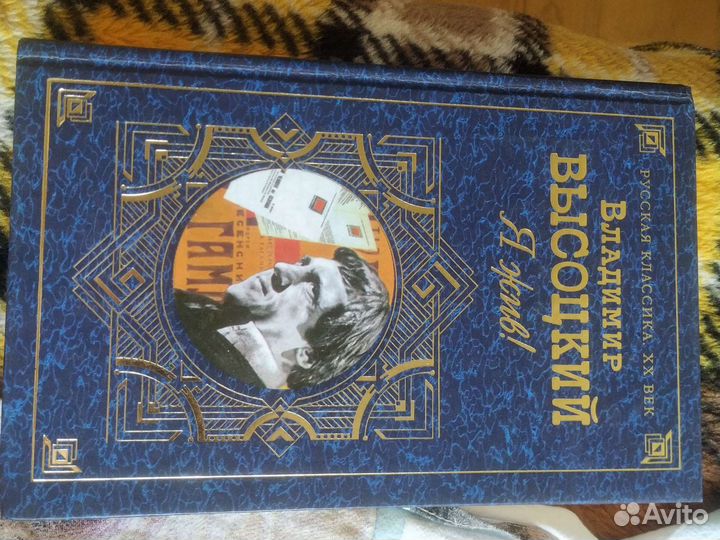 РУССКАЯ КЛАССИКА. XX ВЕК
ВЛАДИМИР
ВЫСОЦКИЙ
Я жив!
ГАМ
Avito